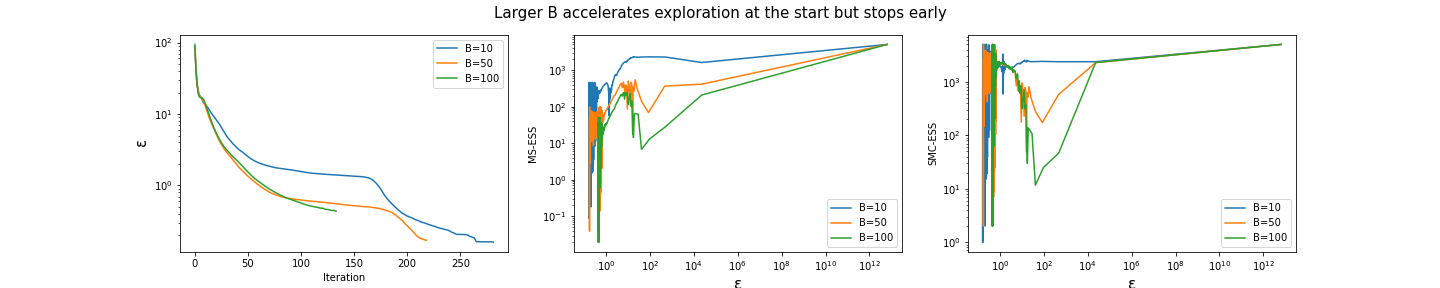 Larger B accelerates exploration at the start but stops early
10²
10¹
10⁰
ε
0
50
100
150
200
250
Iteration
B=10
B=50
B=100
10³
10²
10¹
10⁰
10⁻¹
MS-ESS
10⁰
10²
10⁴
10⁶
10⁸
10¹⁰
10¹²
ε
B=10
B=50
B=100
10³
10²
10¹
10⁰
SMC-ESS
10⁰
10²
10⁴
10⁶
10⁸
10¹⁰
10¹²
ε
B=10
B=50
B=100